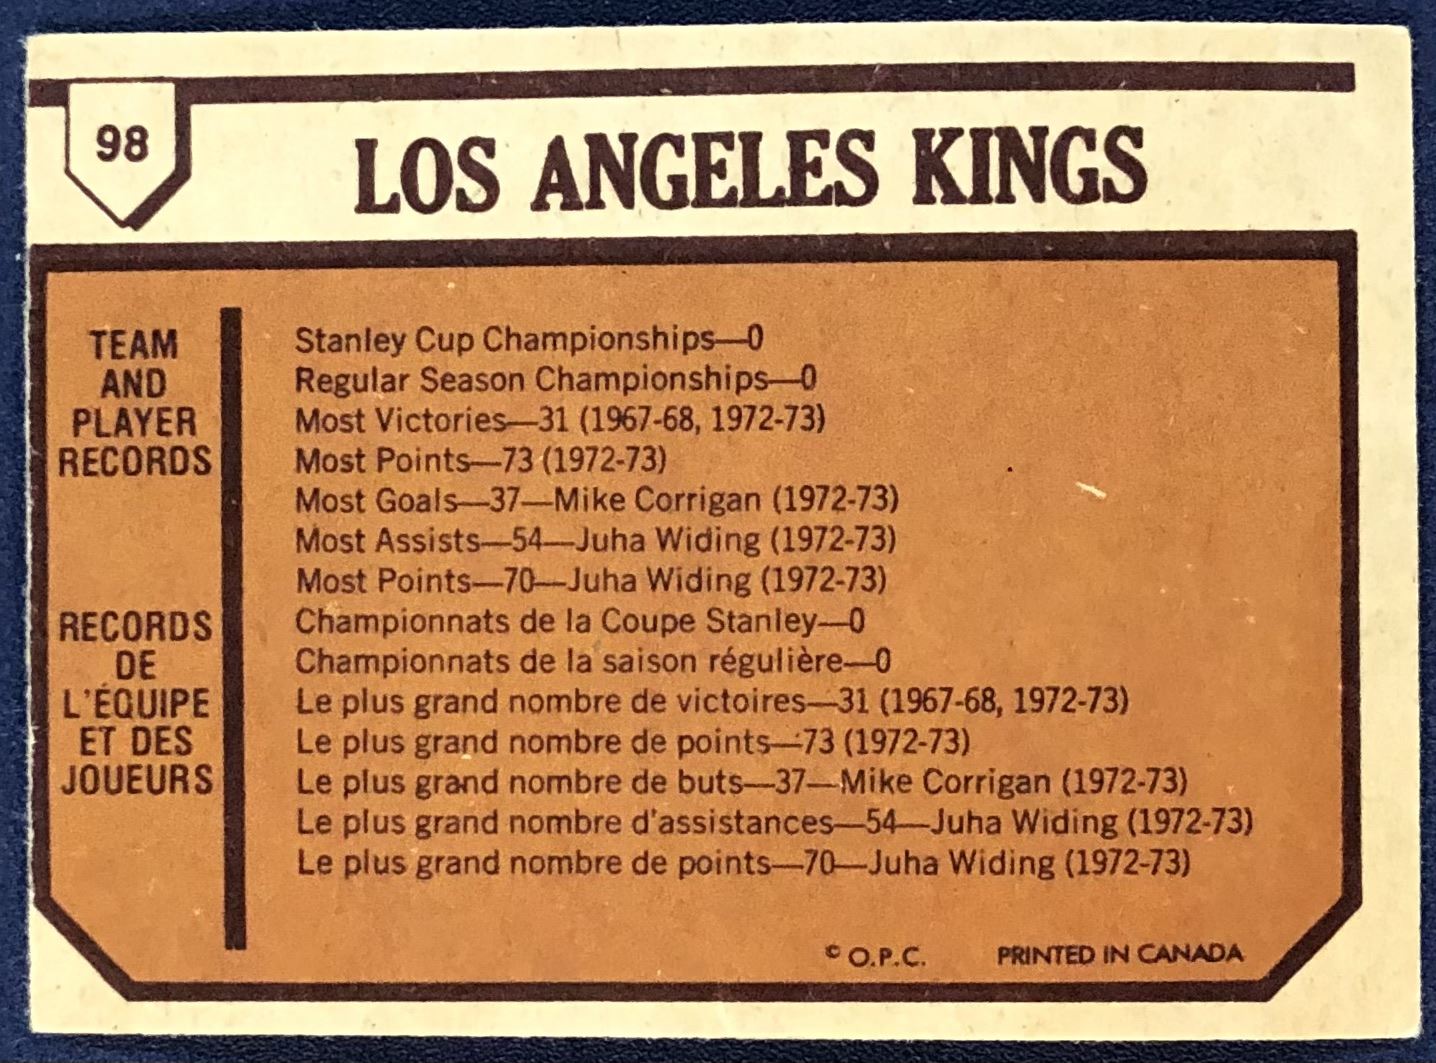 98
LOS ANGELES KINGS
TEAM
AND
PLAYER
RECORDS
Stanley Cup Championships—0
Regular Season Championships—0
Most Victories—31 (1967-68, 1972-73)
Most Points—73 (1972-73)
Most Goals—37—Mike Corrigan (1972-73)
Most Assists—54—Juha Widing (1972-73)
Most Points—70—Juha Widing (1972-73)
RECORDS
DE
L'ÉQUIPE
ET DES
JOUEURS
Championnats de la Coupe Stanley—0
Championnats de la saison régulière—0
Le plus grand nombre de victoires—31 (1967-68, 1972-73)
Le plus grand nombre de points—73 (1972-73)
Le plus grand nombre de buts—37—Mike Corrigan (1972-73)
Le plus grand nombre d'assistances—54—Juha Widing (1972-73)
Le plus grand nombre de points—70—Juha Widing (1972-73)
© O.P.C. PRINTED IN CANADA